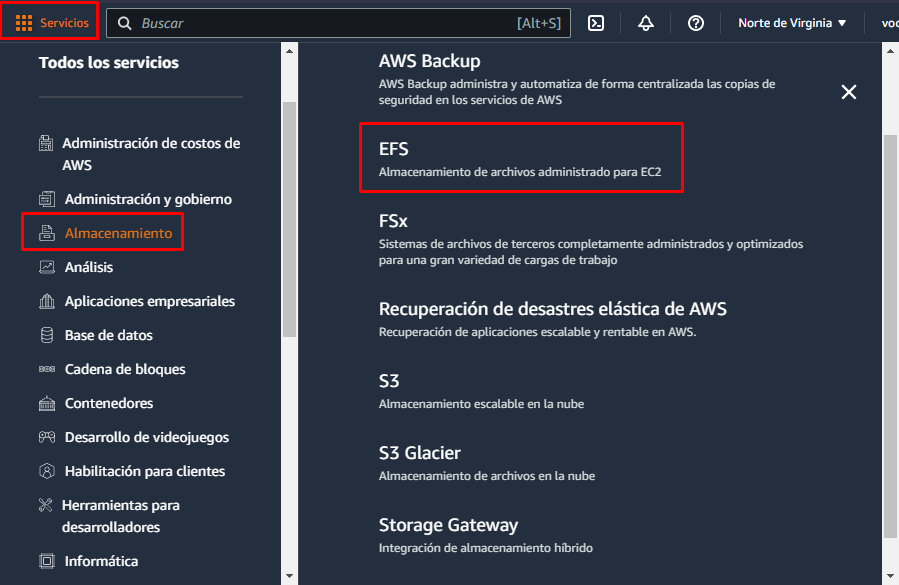 Servicios
Buscar
[Alt+S]
Norte de Virginia
voc
Todos los servicios
Administración de costos de
AWS
Administración y gobierno
Almacenamiento
Análisis
Aplicaciones empresariales
Base de datos
Cadena de bloques
Contenedores
Desarrollo de videojuegos
Habilitación para clientes
Herramientas para
desarrolladores
Informática
AWS Backup
AWS Backup administra y automatiza de forma centralizada las copias de
seguridad en los servicios de AWS
EFS
Almacenamiento de archivos administrado para EC2
FSx
Sistemas de archivos de terceros completamente administrados y optimizados
para una gran variedad de cargas de trabajo
Recuperación de desastres elástica de AWS
Recuperación de aplicaciones escalable y rentable en AWS.
S3
Almacenamiento escalable en la nube
S3 Glacier
Almacenamiento de archivos en la nube
Storage Gateway
Integración de almacenamiento híbrido